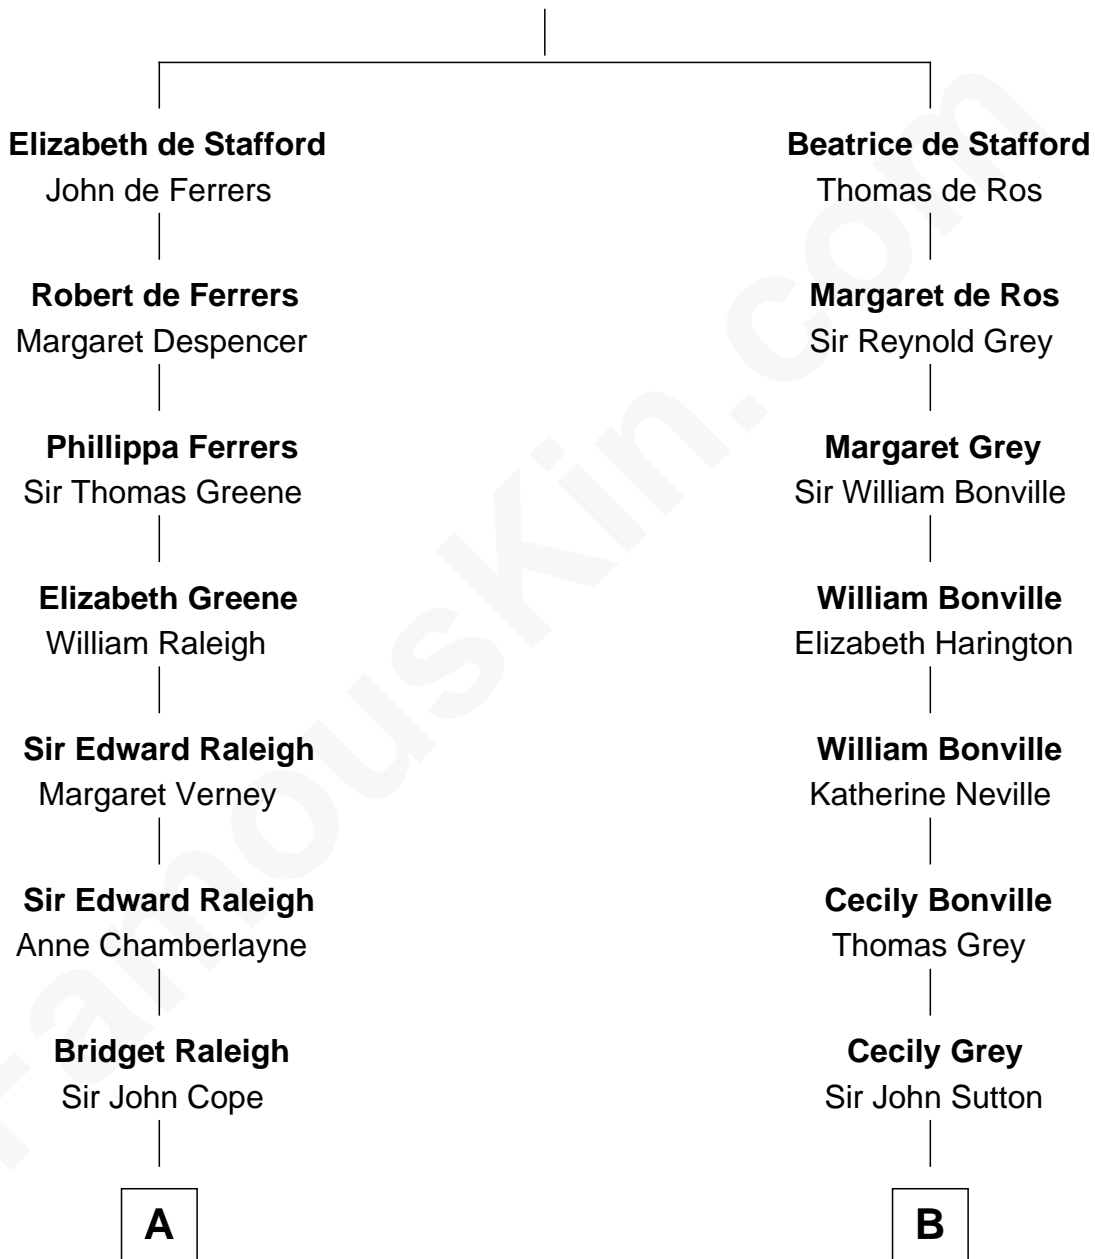 Elizabeth de Stafford
John de Ferrers
Robert de Ferrers
Margaret Despencer
Phillippa Ferrers
Sir Thomas Greene
Elizabeth Greene
William Raleigh
Sir Edward Raleigh
Margaret Verney
Sir Edward Raleigh
Anne Chamberlayne
Bridget Raleigh
Sir John Cope
A
Beatrice de Stafford
Thomas de Ros
Margaret de Ros
Sir Reynold Grey
Margaret Grey
Sir William Bonville
William Bonville
Elizabeth Harington
William Bonville
Katherine Neville
Cecily Bonville
Thomas Grey
Cecily Grey
Sir John Sutton
B
FamousKin.com